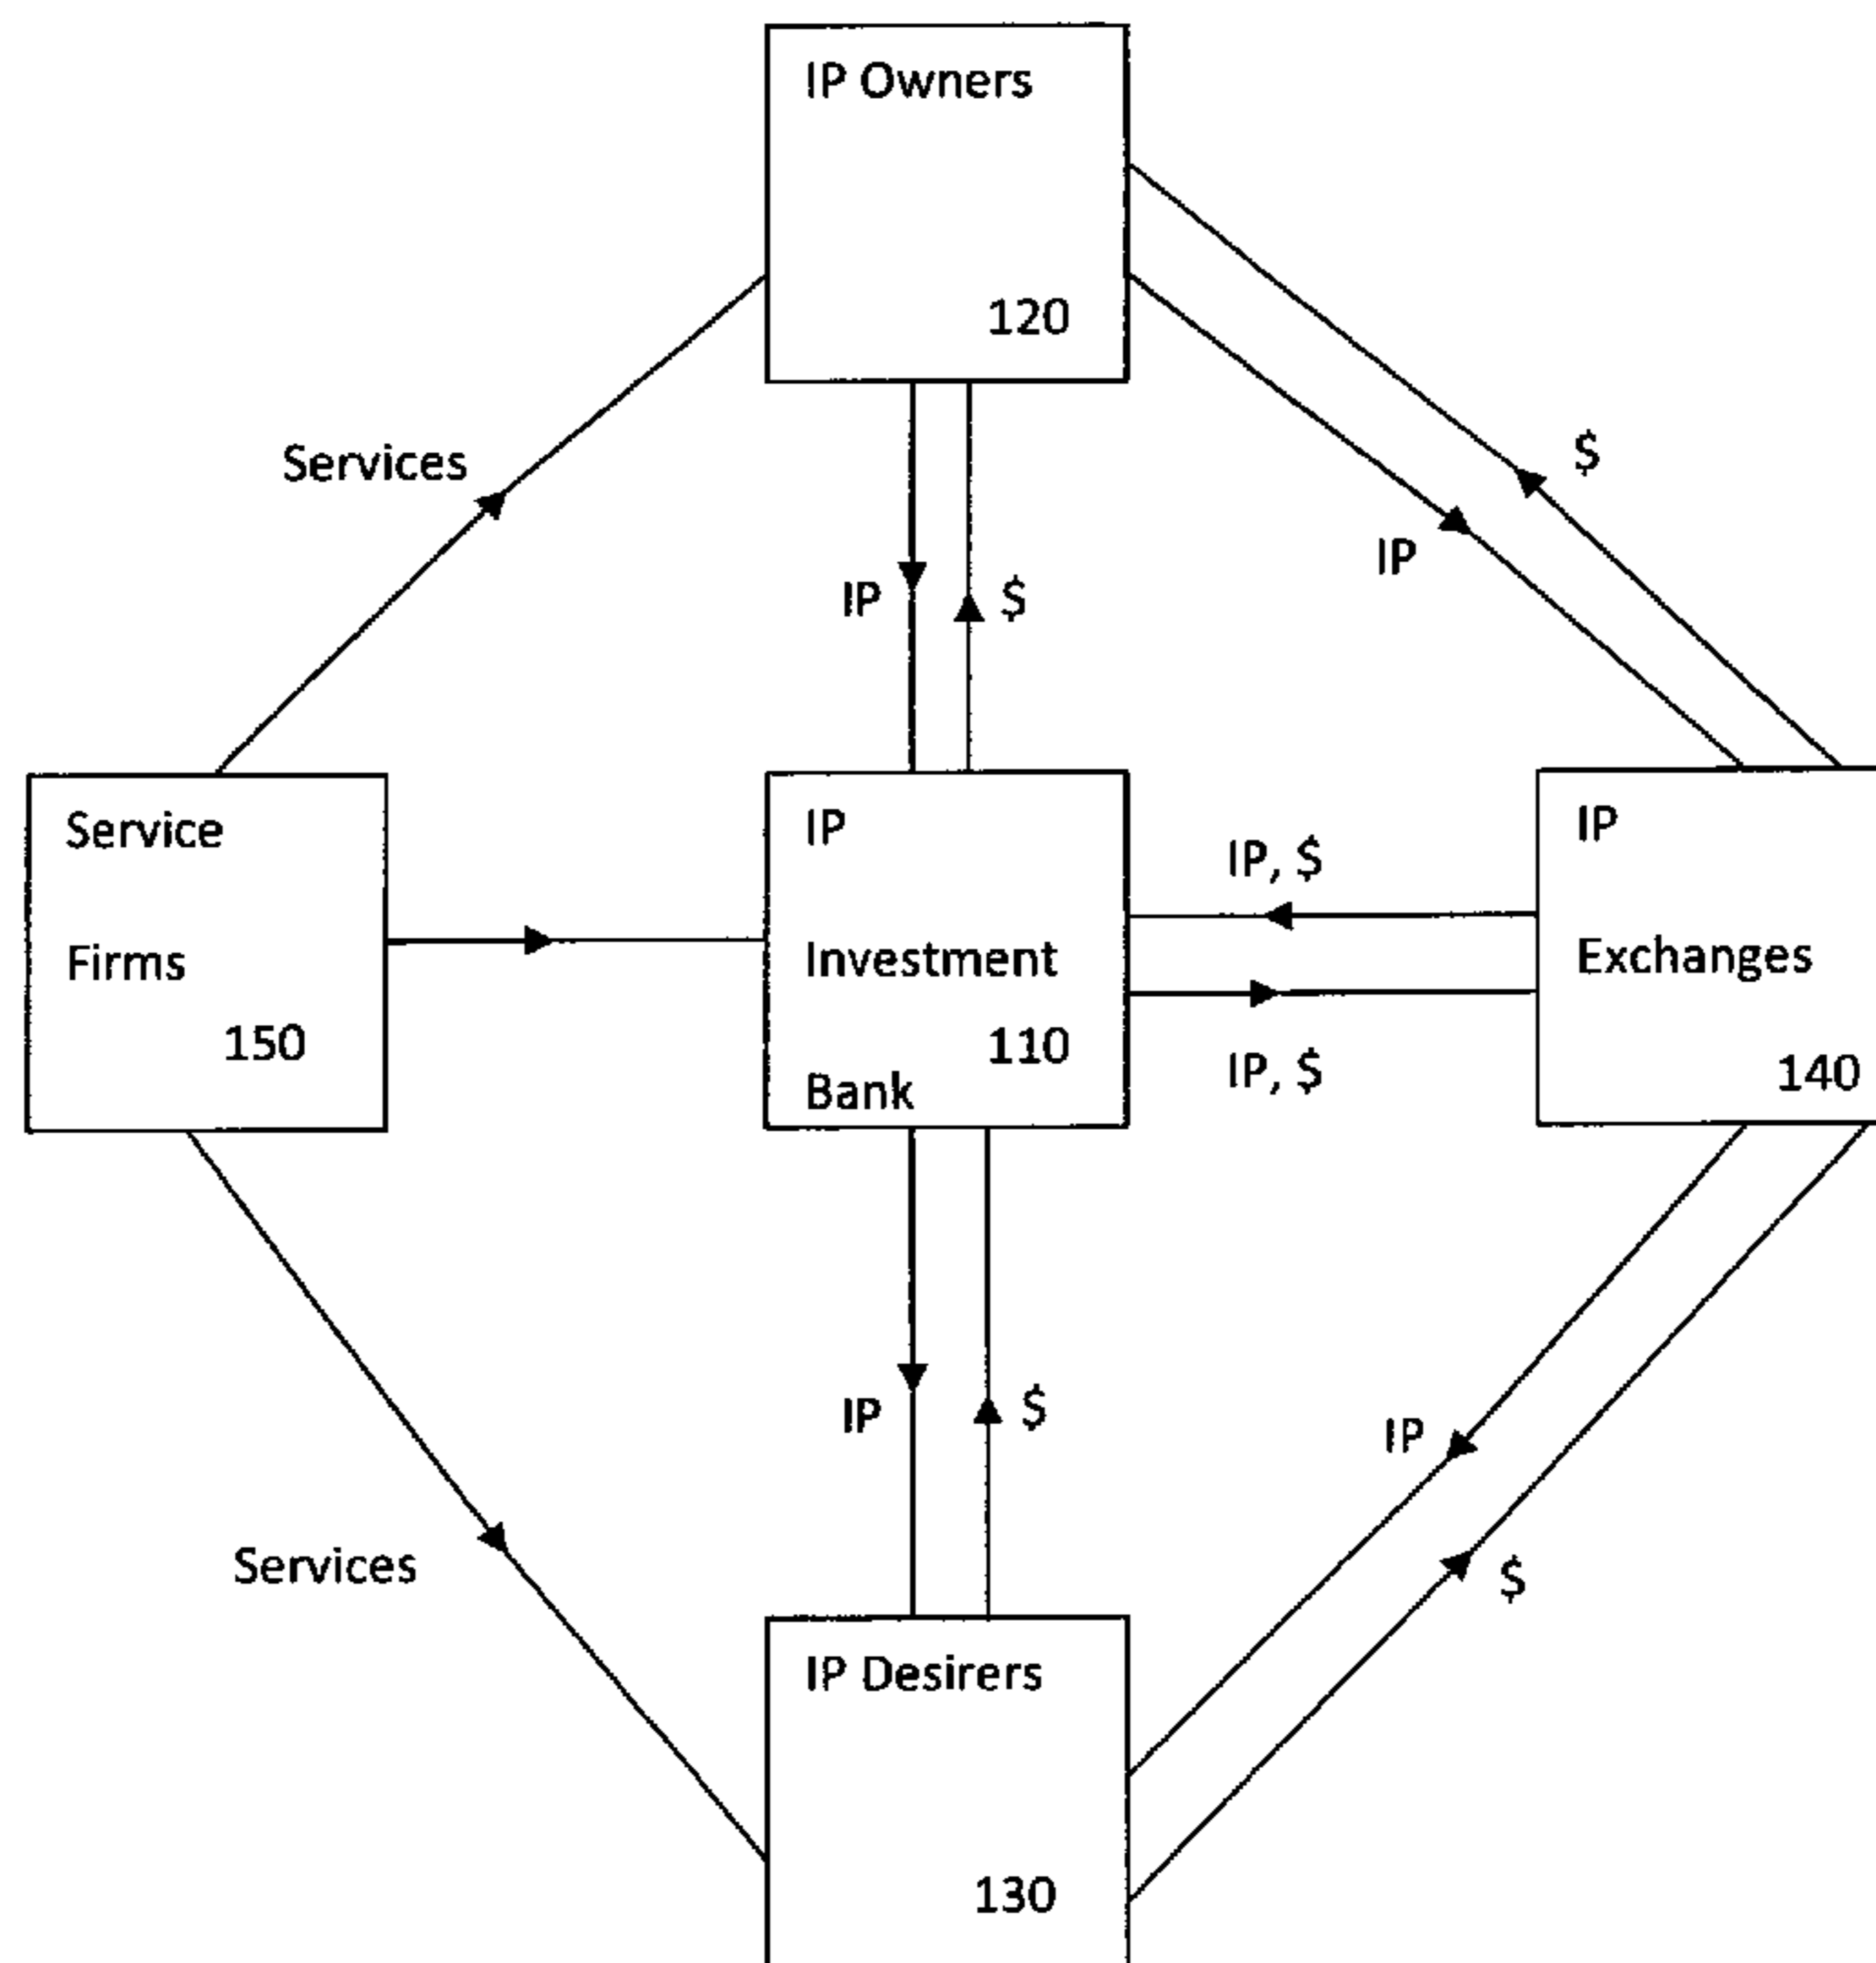 IP Owners
120
Services
$
IP
IP
$
Service
Firms
150
IP
Investment
110
Bank
IP, $
IP, $
IP
Exchanges
140
IP
$
IP
$
Services
IP Desirers
130